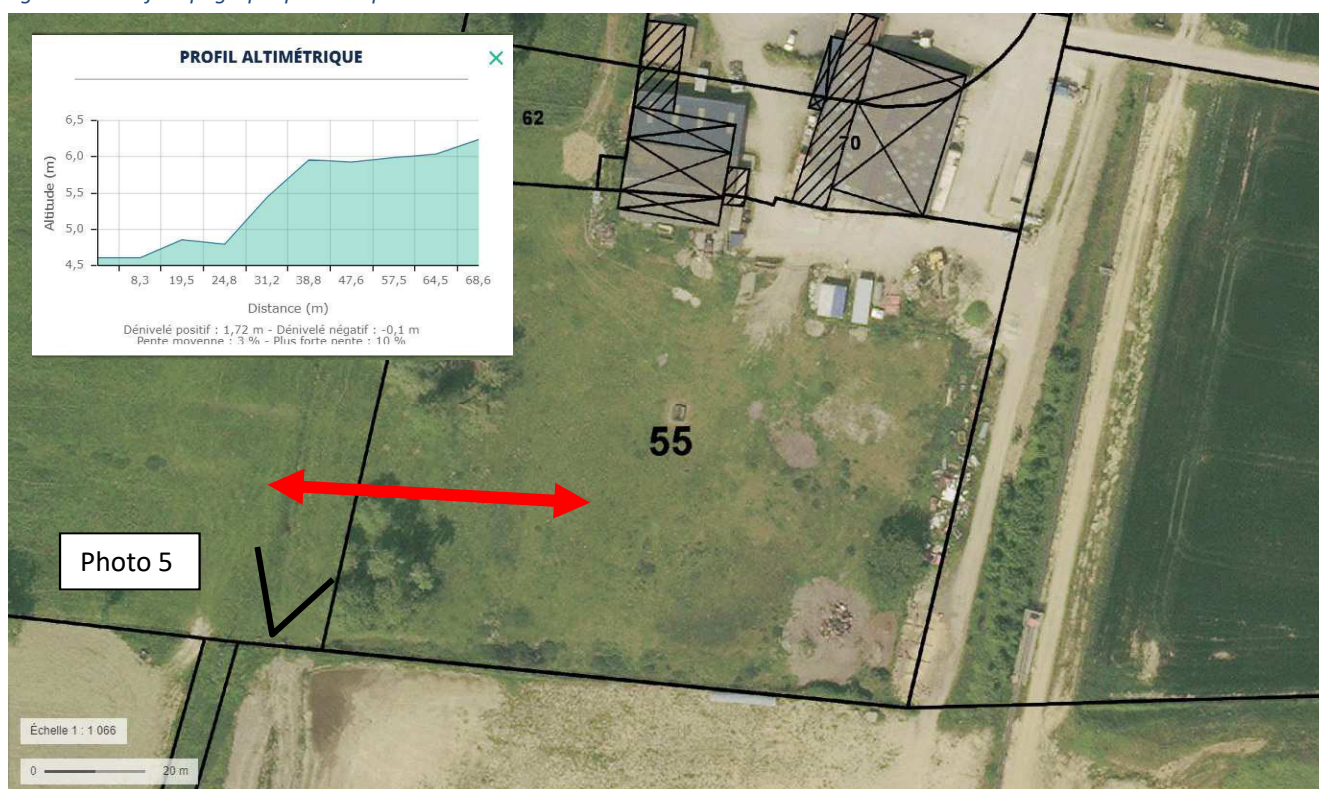 PROFIL ALTIMÉTRIQUE
×
6,5
6,0
5,5
5,0
4,5
Altitude (m)
8,3 19,5 24,8 31,2 38,8 47,6 57,5 64,5 68,6
Distance (m)
Dénivelé positif : 1,72 m - Dénivelé négatif : -0,1 m
Pente moyenne : 3 % - Plus forte pente : 10 %
62
70
55
Photo 5
Échelle 1 : 1 066
0 20 m